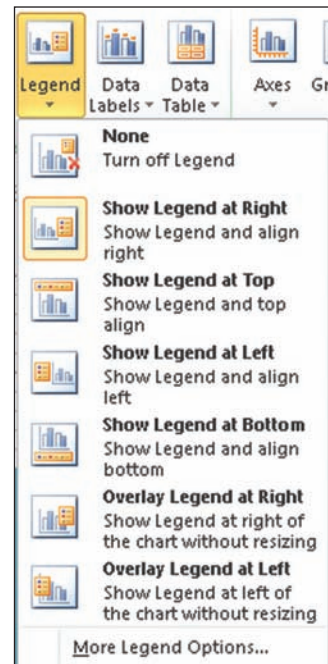 Legend Data Data Axes Gr
Labels Table
None
Turn off Legend
Show Legend at Right
Show Legend and align
right
Show Legend at Top
Show Legend and top
align
Show Legend at Left
Show Legend and align
left
Show Legend at Bottom
Show Legend and align
bottom
Overlay Legend at Right
Show Legend at right of
the chart without resizing
Overlay Legend at Left
Show Legend at left of
the chart without resizing
More Legend Options...